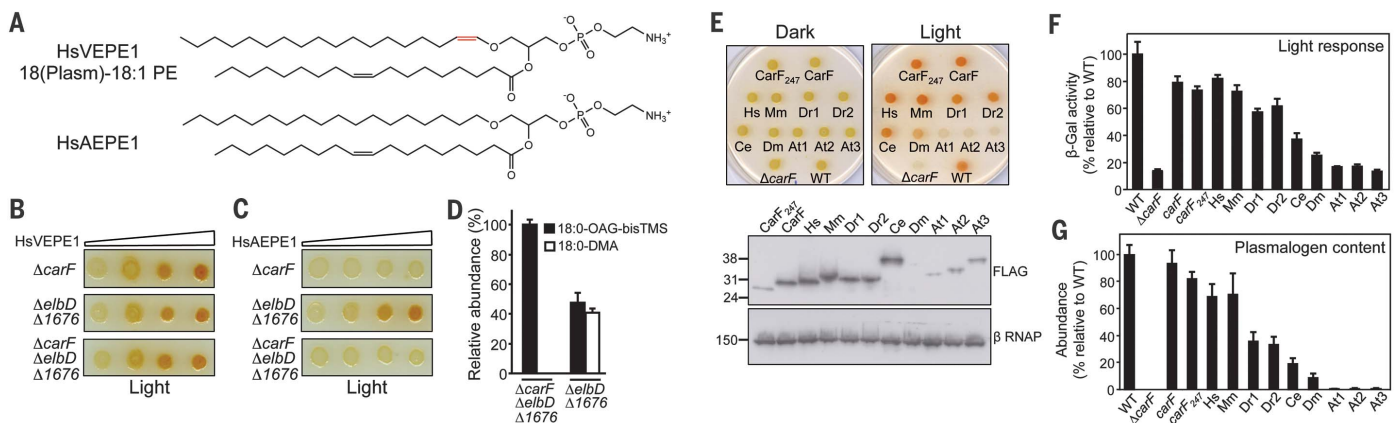 A
HsVEPE1
18(Plasm)-18:1 PE
O
O
O
-O
O
P
O
O
NH3+
HsAEPE1
O
O
O
-O
O
P
O
O
NH3+
B
HsVEPE1
ΔcarF
ΔelbD
Δ1676
ΔcarF
ΔelbD
Δ1676
Light
C
HsAEPE1
ΔcarF
ΔelbD
Δ1676
ΔcarF
ΔelbD
Δ1676
Light
D
Relative abundance (%)
100
80
60
40
20
0
18:0-OAG-bisTMS
18:0-DMA
ΔcarF
ΔelbD
Δ1676
ΔelbD
Δ1676
E
Dark
Light
CarF247 CarF
Hs Mm Dr1 Dr2
Ce Dm At1 At2 At3
ΔcarF WT
CarF247 CarF
Hs Mm Dr1 Dr2
Ce Dm At1 At2 At3
ΔcarF WT
CarF247 CarF Hs Mm Dr1 Dr2 Ce Dm At1 At2 At3
38
31
24
FLAG
150
β RNAP
F
Light response
β-Gal activity
(% relative to WT)
100
80
60
40
20
0
WT ΔcarF carF carF247 Hs Mm Dr1 Dr2 Ce Dm At1 At2 At3
G
Plasmalogen content
Abundance
(% relative to WT)
100
80
60
40
20
0
WT ΔcarF carF carF247 Hs Mm Dr1 Dr2 Ce Dm At1 At2 At3